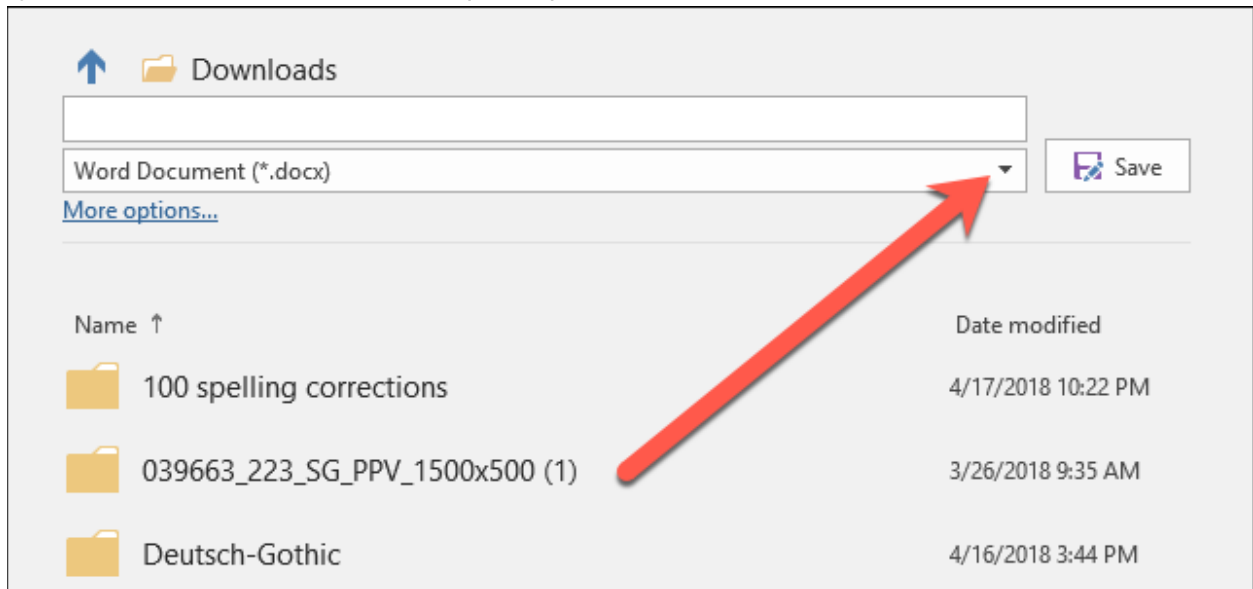 Downloads
Word Document (*.docx)
Save
More options...
Name ↑ Date modified
100 spelling corrections 4/17/2018 10:22 PM
039663_223_SG_PPV_1500x500 (1) 3/26/2018 9:35 AM
Deutsch-Gothic 4/16/2018 3:44 PM